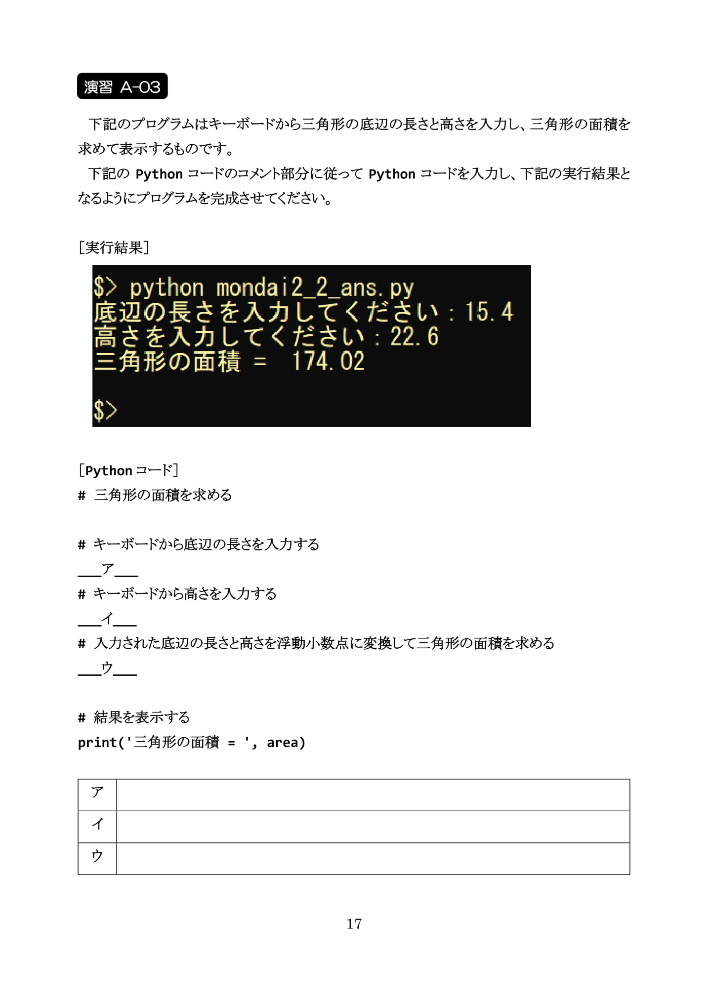 演習 A-03
下記のプログラムはキーボードから三角形の底辺の長さと高さを入力し、三角形の面積を
求めて表示するものです。
下記の Python コードのコメント部分に従って Python コードを入力し、下記の実行結果と
なるようにプログラムを完成させてください。
［実行結果］
$> python mondai2_2_ans.py
底辺の長さを入力してください：15.4
高さを入力してください：22.6
三角形の面積 =  174.02
$>
［Python コード］
# 三角形の面積を求める
# キーボードから底辺の長さを入力する
___ア___
# キーボードから高さを入力する
___イ___
# 入力された底辺の長さと高さを浮動小数点に変換して三角形の面積を求める
___ウ___
# 結果を表示する
print('三角形の面積 = ', area)
ア
イ
ウ
17